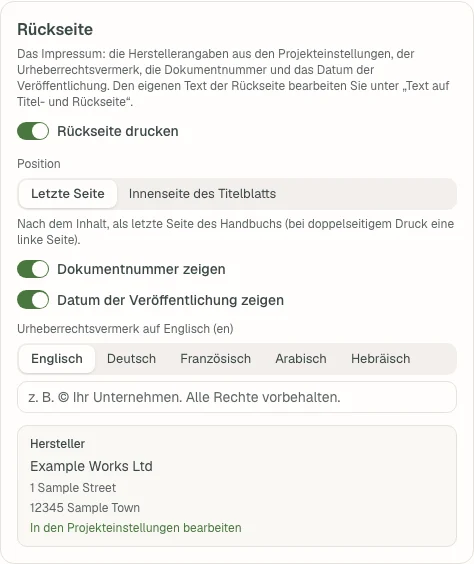 Rückseite
Das Impressum: die Herstellerangaben aus den Projekteinstellungen, der
Urheberrechtsvermerk, die Dokumentnummer und das Datum der
Veröffentlichung. Den eigenen Text der Rückseite bearbeiten Sie unter „Text auf
Titel- und Rückseite“.
Rückseite drucken
Position
Letzte Seite Innenseite des Titelblatts
Nach dem Inhalt, als letzte Seite des Handbuchs (bei doppelseitigem Druck eine
linke Seite).
Dokumentnummer zeigen
Datum der Veröffentlichung zeigen
Urheberrechtsvermerk auf Englisch (en)
Englisch Deutsch Französisch Arabisch Hebräisch
z. B. © Ihr Unternehmen. Alle Rechte vorbehalten.
Hersteller
Example Works Ltd
1 Sample Street
12345 Sample Town
In den Projekteinstellungen bearbeiten